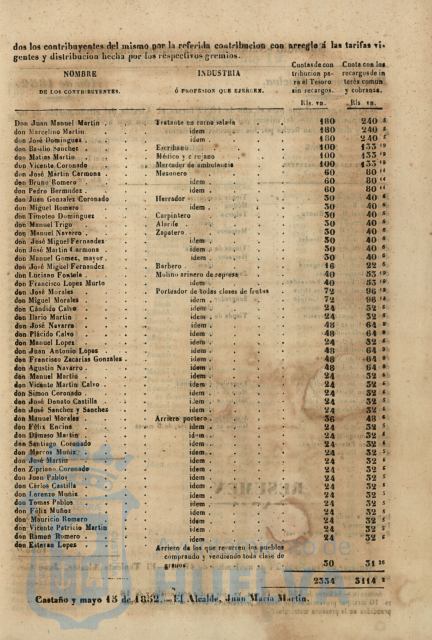 dos los contribuyentes del mismo por la referida contribucion con arreglo á las tarifas vi-
gentes y distribucion hecha por los respectivos gremios.
NOMBRE DE LOS CONTRIBUYENTES. INDUSTRIA Ó PROFESION QUE EJERCEN. Cuotas de contribucion para el Tesoro sin recargos. Cuota con los recargos de interés comun y cobranza.
Rls. vn. Rls. vn.
Don Juan Manuel Martin Tratante en carne salada 180 240
don Marcelino Martin idem 180 240
don José Dominguez idem 180 240
don Basilio Sanchez Escribano 100 133
don Matias Martin Médico y cirujano 100 133
don Vicente Coronado Mercader de ambulancia 100 133
don José Martin Carmona Mesonero 60 80
don Bruno Romero idem 60 80
don Pedro Bermudez idem 60 80
don Juan Gonzalez Coronado Herrador 30 40
don Miguel Romero idem 30 40
don Timoteo Dominguez Carpintero 30 40
don Manuel Trigo Alarife 30 40
don Manuel Navarro Zapatero 30 40
don José Miguel Fernandez idem 30 40
don José Martin Carmona idem 30 40
don Manuel Gomez, mayor idem 30 40
don José Miguel Fernandez Barbero 16 22
don Luciano Fontela Molino arinero de represa 40 53
don Francisco Lopes Murto idem 40 53
don José Morales Porteador de todas clases de frutas 72 96
don Miguel Morales idem 72 96
don Cándido Calvo idem 24 32
don Ilario Martin idem 24 32
don José Navarra idem 48 64
don Plácido Calvo idem 48 64
don Manuel Lopez idem 24 32
don Juan Antonio Lopes idem 48 64
don Francisco Zacarias Gonzalez idem 48 64
don Agustin Navarro idem 48 64
don Manuel Martin idem 24 32
don Vicente Martin Calvo idem 24 32
don Simon Coronado idem 24 32
don José Donato Castilla idem 24 32
don José Sanchez y Sanchez idem 24 32
don Manuel Morales Arriero portero 36 48
don Félix Encina idem 24 32
don Dámaso Martin idem 24 32
don Santiago Coronado idem 24 32
don Marcos Muñiz idem 24 32
don José Martin idem 24 32
don Zipriano Coronado idem 24 32
don Juan Pablos idem 24 32
don Carlos Castilla idem 24 32
don Lorenzo Muñiz idem 24 32
don Tomas Pablos idem 24 32
don Félix Muñoz idem 24 32
don Mauricio Romero idem 24 32
don Vicente Patricio Martin idem 24 32
don Ramon Romero idem 24 32
don Esteban Lopes Arriero de los que recorren los pueblos
comprando y vendiendo toda clase de
granos 30 31
2334 3114
Castaño y mayo 15 de 1852.—El Alcalde, Juan María Martin.
HUELVA